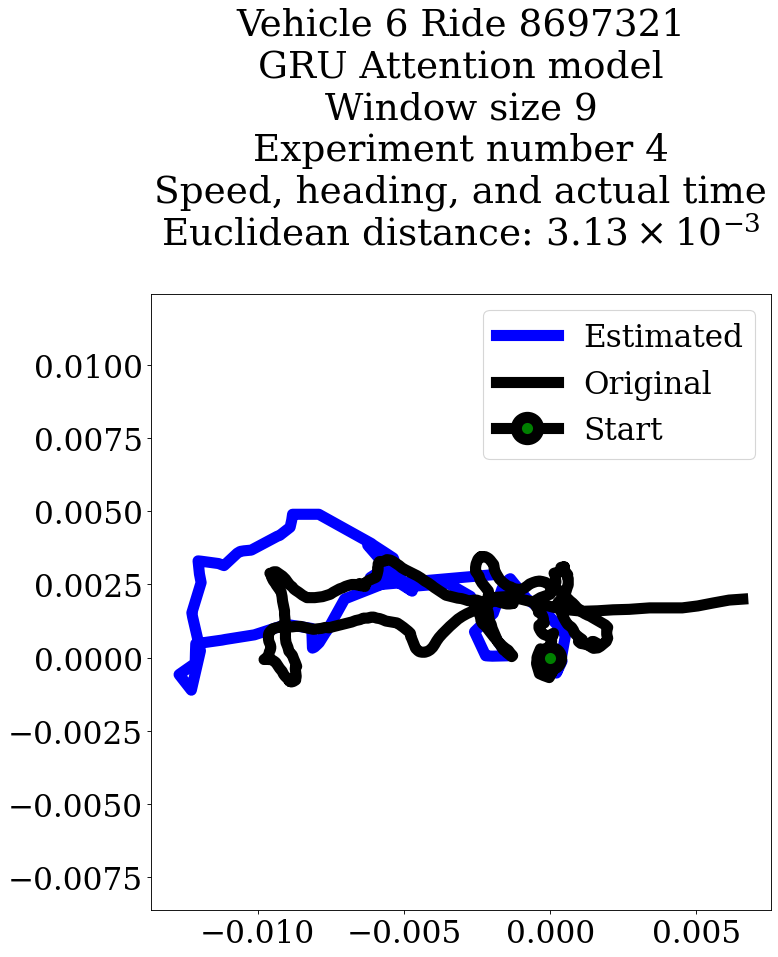 Vehicle 6 Ride 8697321
GRU Attention model
Window size 9
Experiment number 4
Speed, heading, and actual time
Euclidean distance: 3.13 × 10⁻³
Estimated
Original
Start
0.0100
0.0075
0.0050
0.0025
0.0000
−0.0025
−0.0050
−0.0075
−0.010 −0.005 0.000 0.005